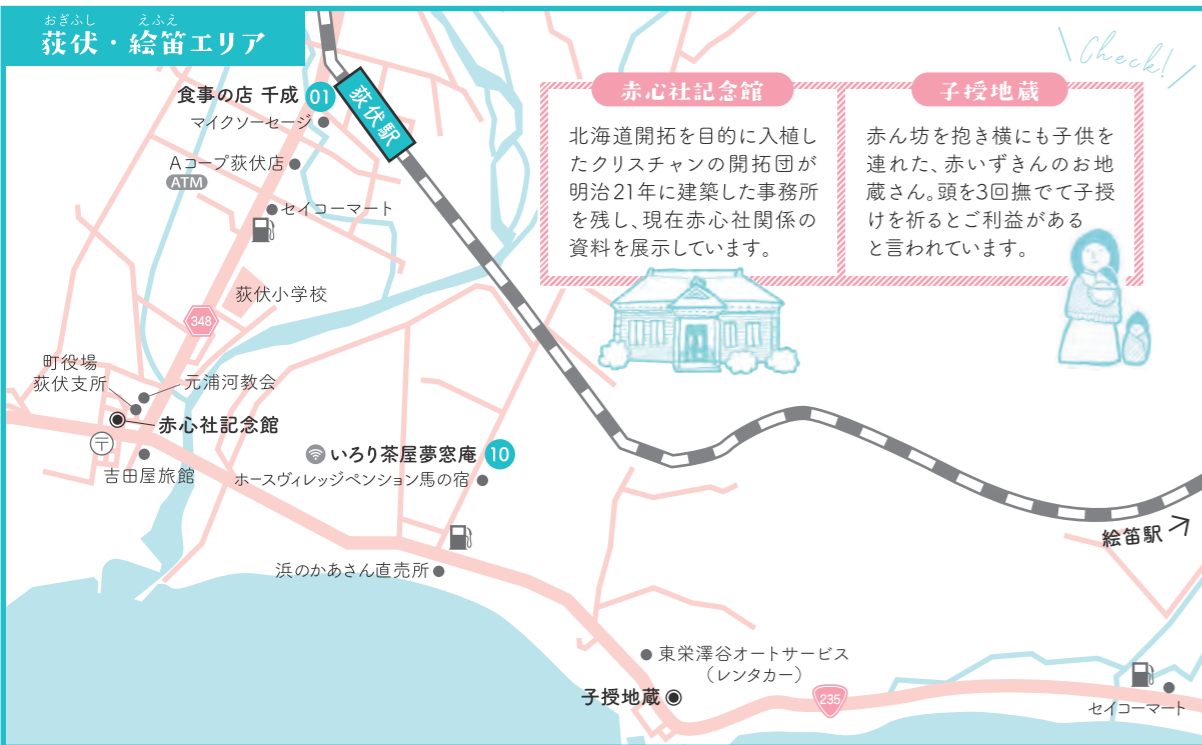 おぎふし えふえ
荻伏・絵笛エリア
Check!
赤心社記念館
北海道開拓を目的に入植し
たクリスチャンの開拓団が
明治21年に建築した事務所
を残し、現在赤心社関係の
資料を展示しています。
子授地蔵
赤ん坊を抱き横にも子供を
連れた、赤いずきんのお地
蔵さん。頭を3回撫でて子授
けを祈るとご利益がある
と言われています。
食事の店 千成 01
荻伏駅
マイクソーセージ
Aコープ荻伏店
ATM
セイコーマート
荻伏小学校
348
町役場
荻伏支所
元浦河教会
赤心社記念館
〒
吉田屋旅館
いろり茶屋夢窓庵 10
ホースヴィレッジペンション馬の宿
絵笛駅
浜のかあさん直売所
東栄澤谷オートサービス
(レンタカー)
子授地蔵
235
セイコーマート